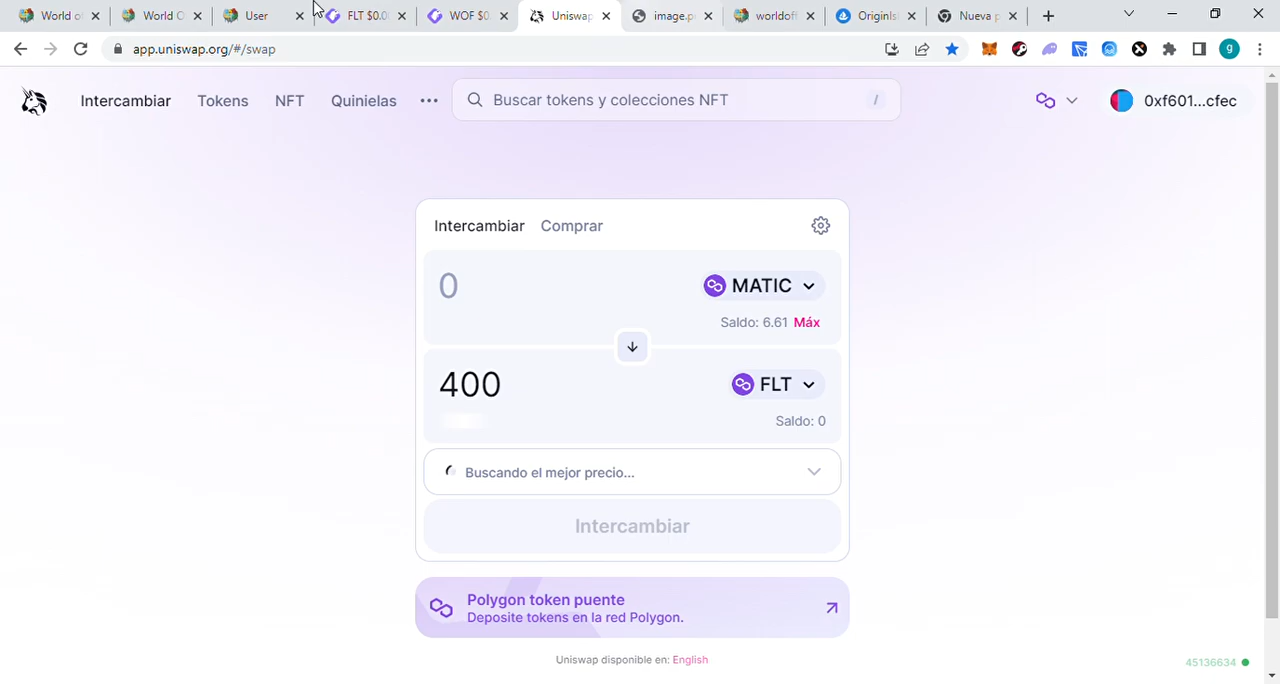 World o
World O
User
FLT $0.0
WOF $0
Uniswap
image.p
worldoff
OriginIs
Nueva p
app.uniswap.org/#/swap
g
Intercambiar
Tokens
NFT
Quinielas
Buscar tokens y colecciones NFT
/
0xf601...cfec
Intercambiar
Comprar
0
MATIC
Saldo: 6.61 Máx
400
FLT
Saldo: 0
Buscando el mejor precio...
Intercambiar
Polygon token puente
Deposite tokens en la red Polygon.
Uniswap disponible en: English
45136634